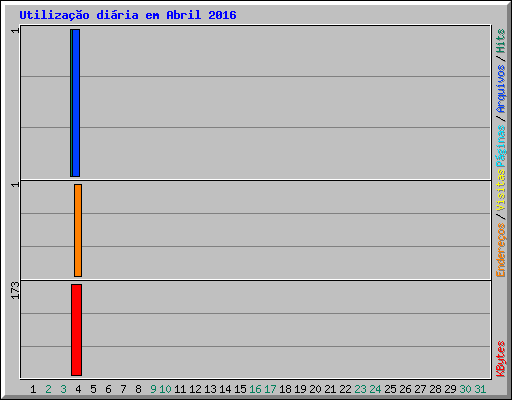 Utilização diária em Abril 2016
1
1
173
Hits / Arquivos / Páginas
Visitas / Endereços
KBytes
1 2 3 4 5 6 7 8 9 10 11 12 13 14 15 16 17 18 19 20 21 22 23 24 25 26 27 28 29 30 31